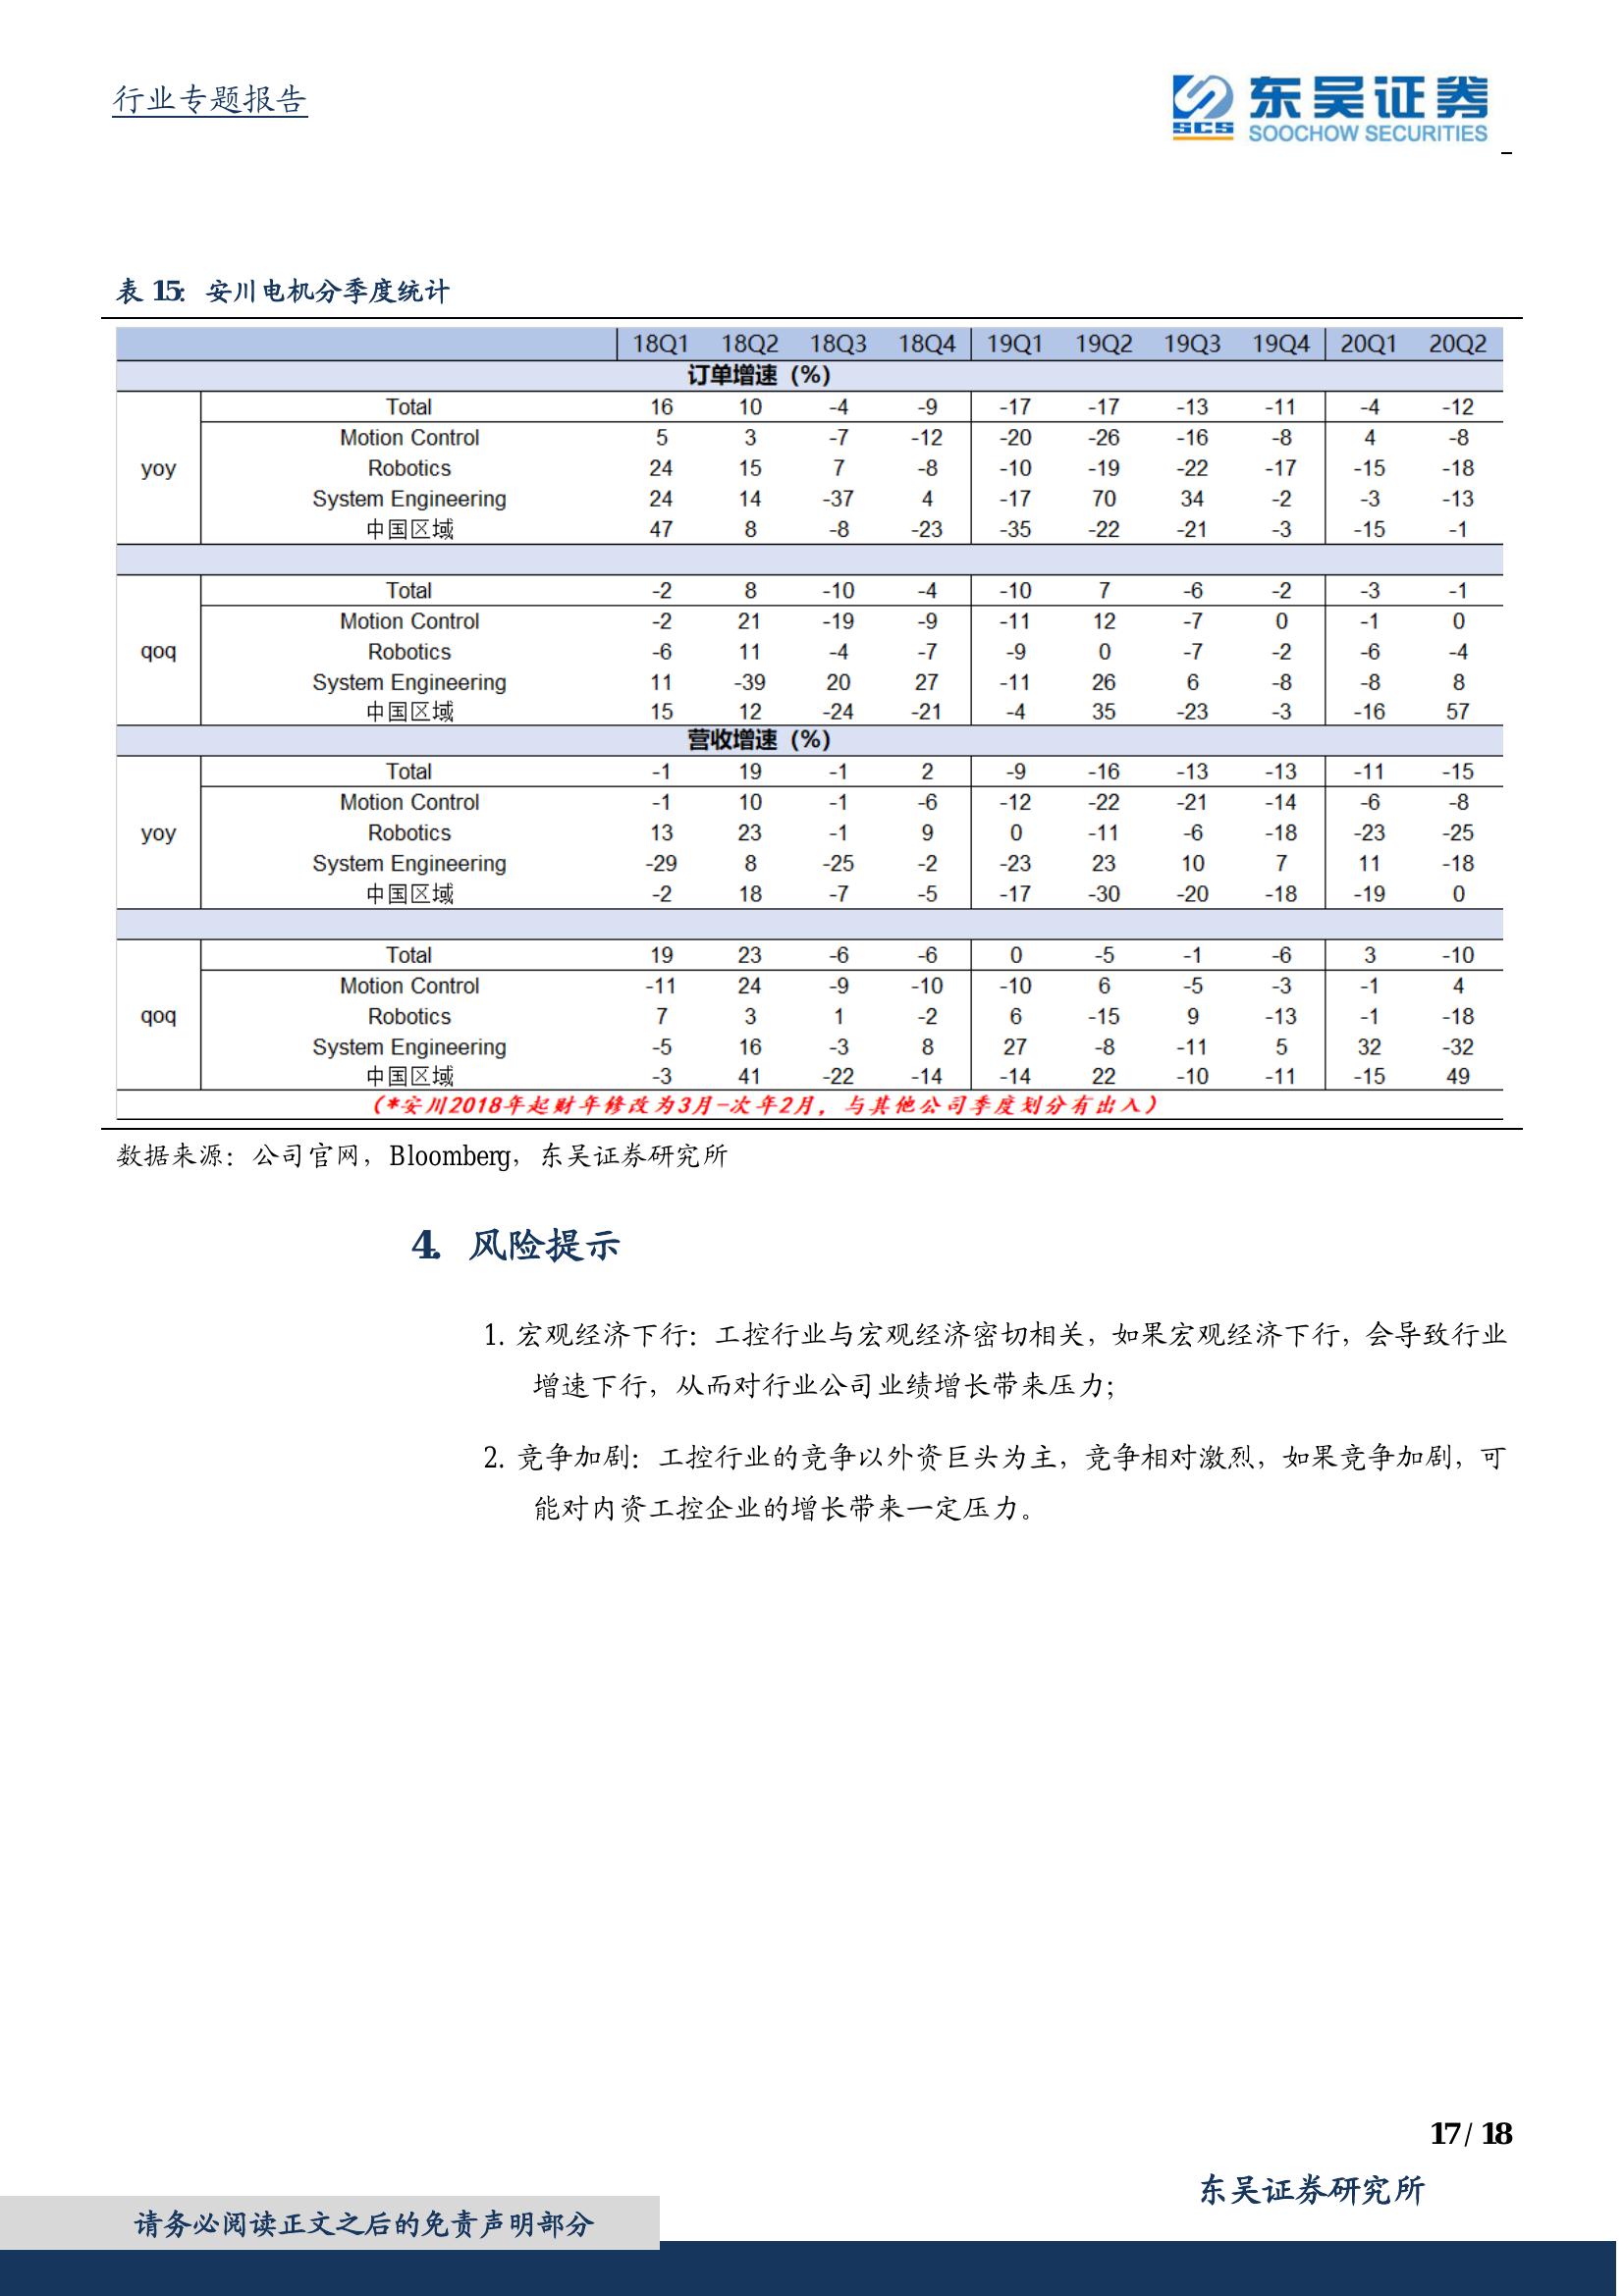 行业专题报告
SCS 东吴证券
SOOCHOW SECURITIES
表 15: 安川电机分季度统计
18Q1 18Q2 18Q3 18Q4 19Q1 19Q2 19Q3 19Q4 20Q1 20Q2
订单增速（%）
Total 16 10 -4 -9 -17 -17 -13 -11 -4 -12
Motion Control 5 3 -7 -12 -20 -26 -16 -8 4 -8
yoy Robotics 24 15 7 -8 -10 -19 -22 -17 -15 -18
System Engineering 24 14 -37 4 -17 70 34 -2 -3 -13
中国区域 47 8 -8 -23 -35 -22 -21 -3 -15 -1
Total -2 8 -10 -4 -10 7 -6 -2 -3 -1
Motion Control -2 21 -19 -9 -11 12 -7 0 -1 0
qoq Robotics -6 11 -4 -7 -9 0 -7 -2 -6 -4
System Engineering 11 -39 20 27 -11 26 6 -8 -8 8
中国区域 15 12 -24 -21 -4 35 -23 -3 -16 57
营收增速（%）
Total -1 19 -1 2 -9 -16 -13 -13 -11 -15
Motion Control -1 10 -1 -6 -12 -22 -21 -14 -6 -8
yoy Robotics 13 23 -1 9 0 -11 -6 -18 -23 -25
System Engineering -29 8 -25 -2 -23 23 10 7 11 -18
中国区域 -2 18 -7 -5 -17 -30 -20 -18 -19 0
Total 19 23 -6 -6 0 -5 -1 -6 3 -10
Motion Control -11 24 -9 -10 -10 6 -5 -3 -1 4
qoq Robotics 7 3 1 -2 6 -15 9 -13 -1 -18
System Engineering -5 16 -3 8 27 -8 -11 5 32 -32
中国区域 -3 41 -22 -14 -14 22 -10 -11 -15 49
（*安川2018年起财年修改为3月-次年2月，与其他公司季度划分有出入）
数据来源：公司官网，Bloomberg，东吴证券研究所
4. 风险提示
1. 宏观经济下行：工控行业与宏观经济密切相关，如果宏观经济下行，会导致行业
增速下行，从而对行业公司业绩增长带来压力；
2. 竞争加剧：工控行业的竞争以外资巨头为主，竞争相对激烈，如果竞争加剧，可
能对内资工控企业的增长带来一定压力。
17 / 18
东吴证券研究所
请务必阅读正文之后的免责声明部分